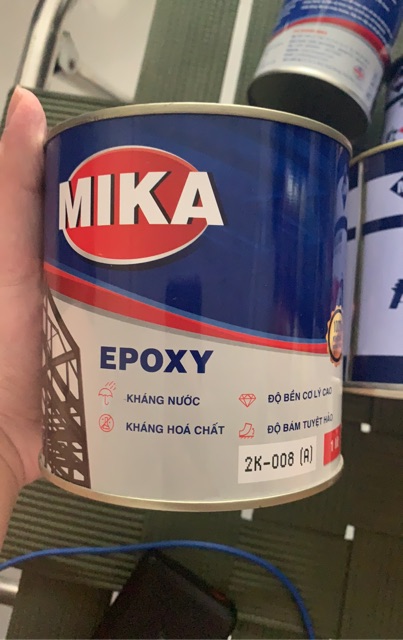 MIKA
EPOXY
KHÁNG NƯỚC
ĐỘ BỀN CƠ LÝ CAO
KHÁNG HOÁ CHẤT
ĐỘ BÁM TUYỆT HẢO
2K-008 (A)